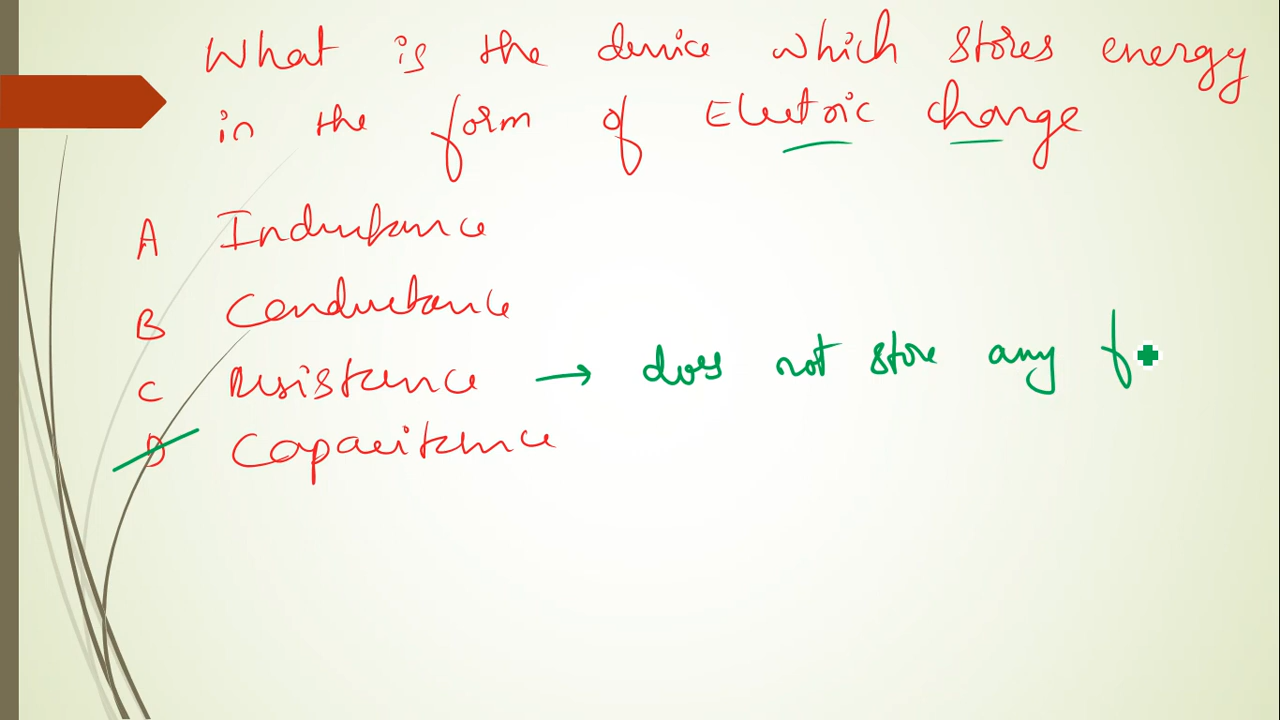 What is the device which stores energy
in the form of Electric charge
A Inductance
B Conductance
C Resistance → does not store any f
D Capacitance